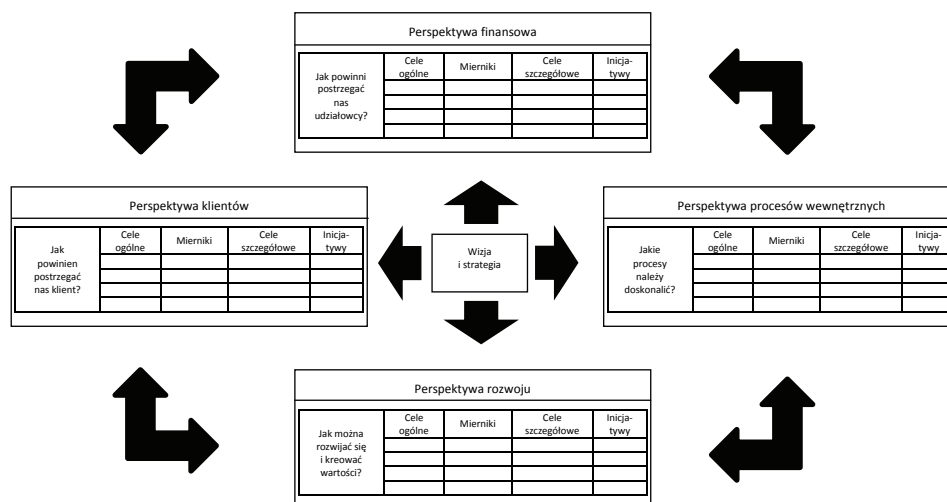 Perspektywa finansowa
Jak powinni
postrzegać
nas
udziałowcy?
Cele
ogólne
Mierniki
Cele
szczegółowe
Inicja-
tywy
Perspektywa klientów
Jak
powinien
postrzegać
nas klient?
Cele
ogólne
Mierniki
Cele
szczegółowe
Inicja-
tywy
Wizja
i strategia
Perspektywa procesów wewnętrznych
Jakie
procesy
należy
doskonalić?
Cele
ogólne
Mierniki
Cele
szczegółowe
Inicja-
tywy
Perspektywa rozwoju
Jak można
rozwijać się
i kreować
wartości?
Cele
ogólne
Mierniki
Cele
szczegółowe
Inicja-
tywy